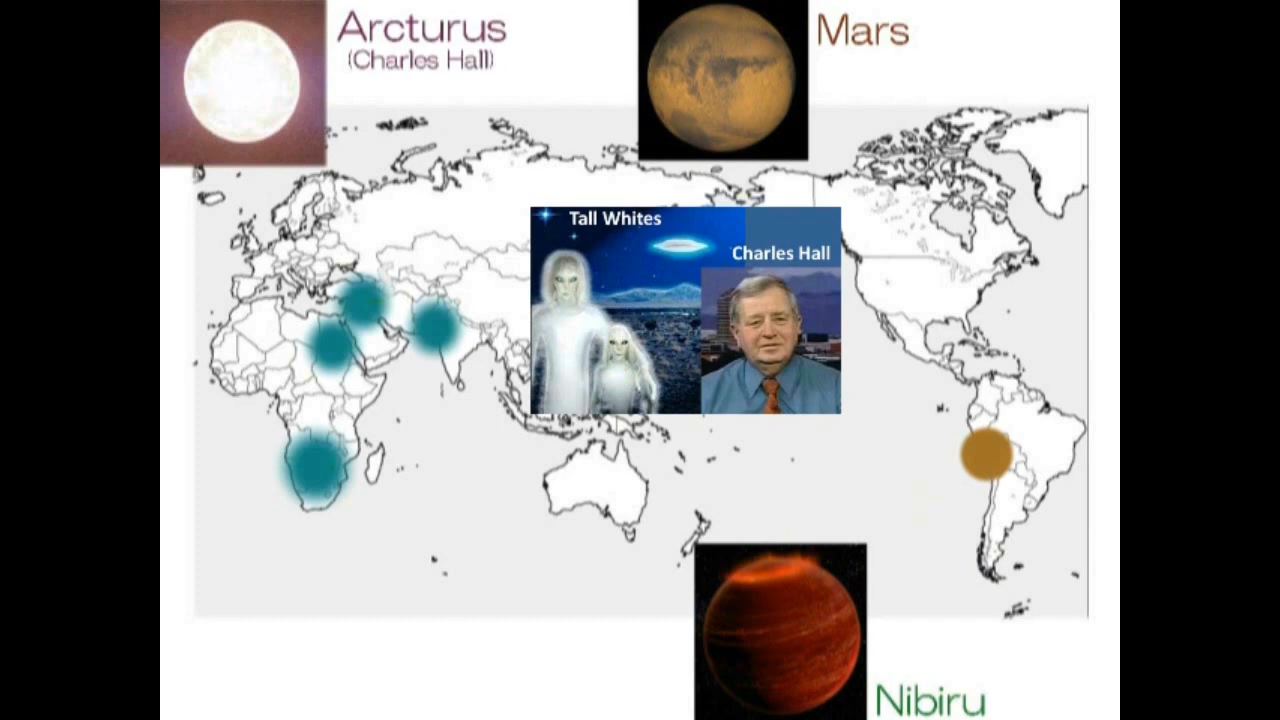 Arcturus
(Charles Hall)
Mars
Tall Whites
Charles Hall
Nibiru